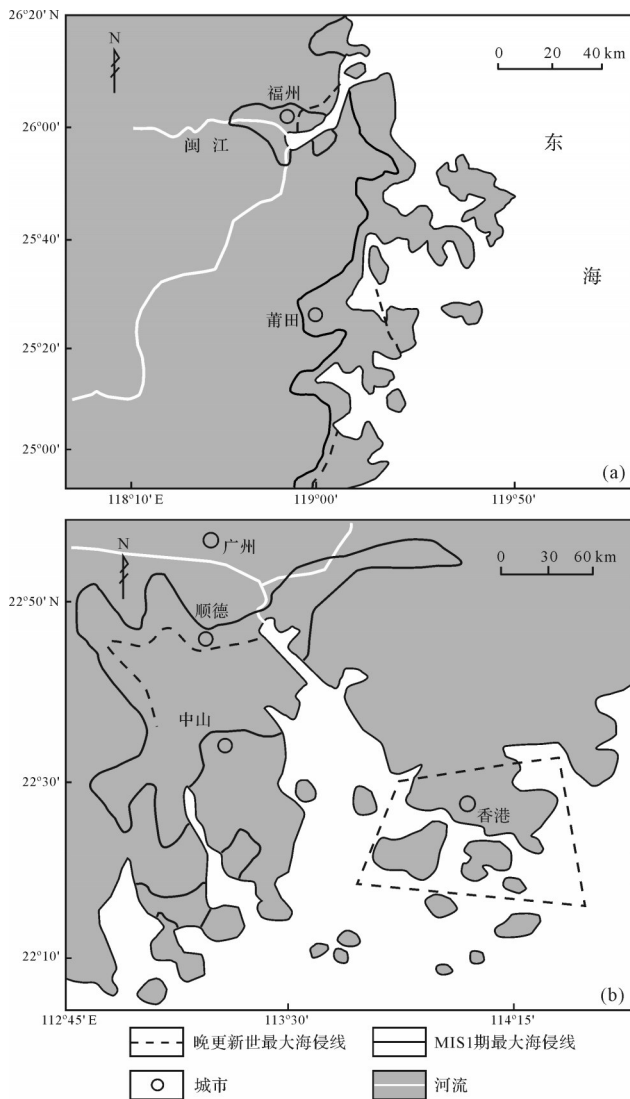 26°20′ N
N
0 20 40 km
福州
26°00′
闽江
东
25°40′
海
莆田
25°20′
25°00′
(a)
118°10′ E 119°00′ 119°50′
N
广州
0 30 60 km
22°50′
顺德
中山
22°30′
香港
22°10′
(b)
112°45′ E 113°30′ 114°15′
晚更新世最大海侵线 MIS1期最大海侵线
城市 河流